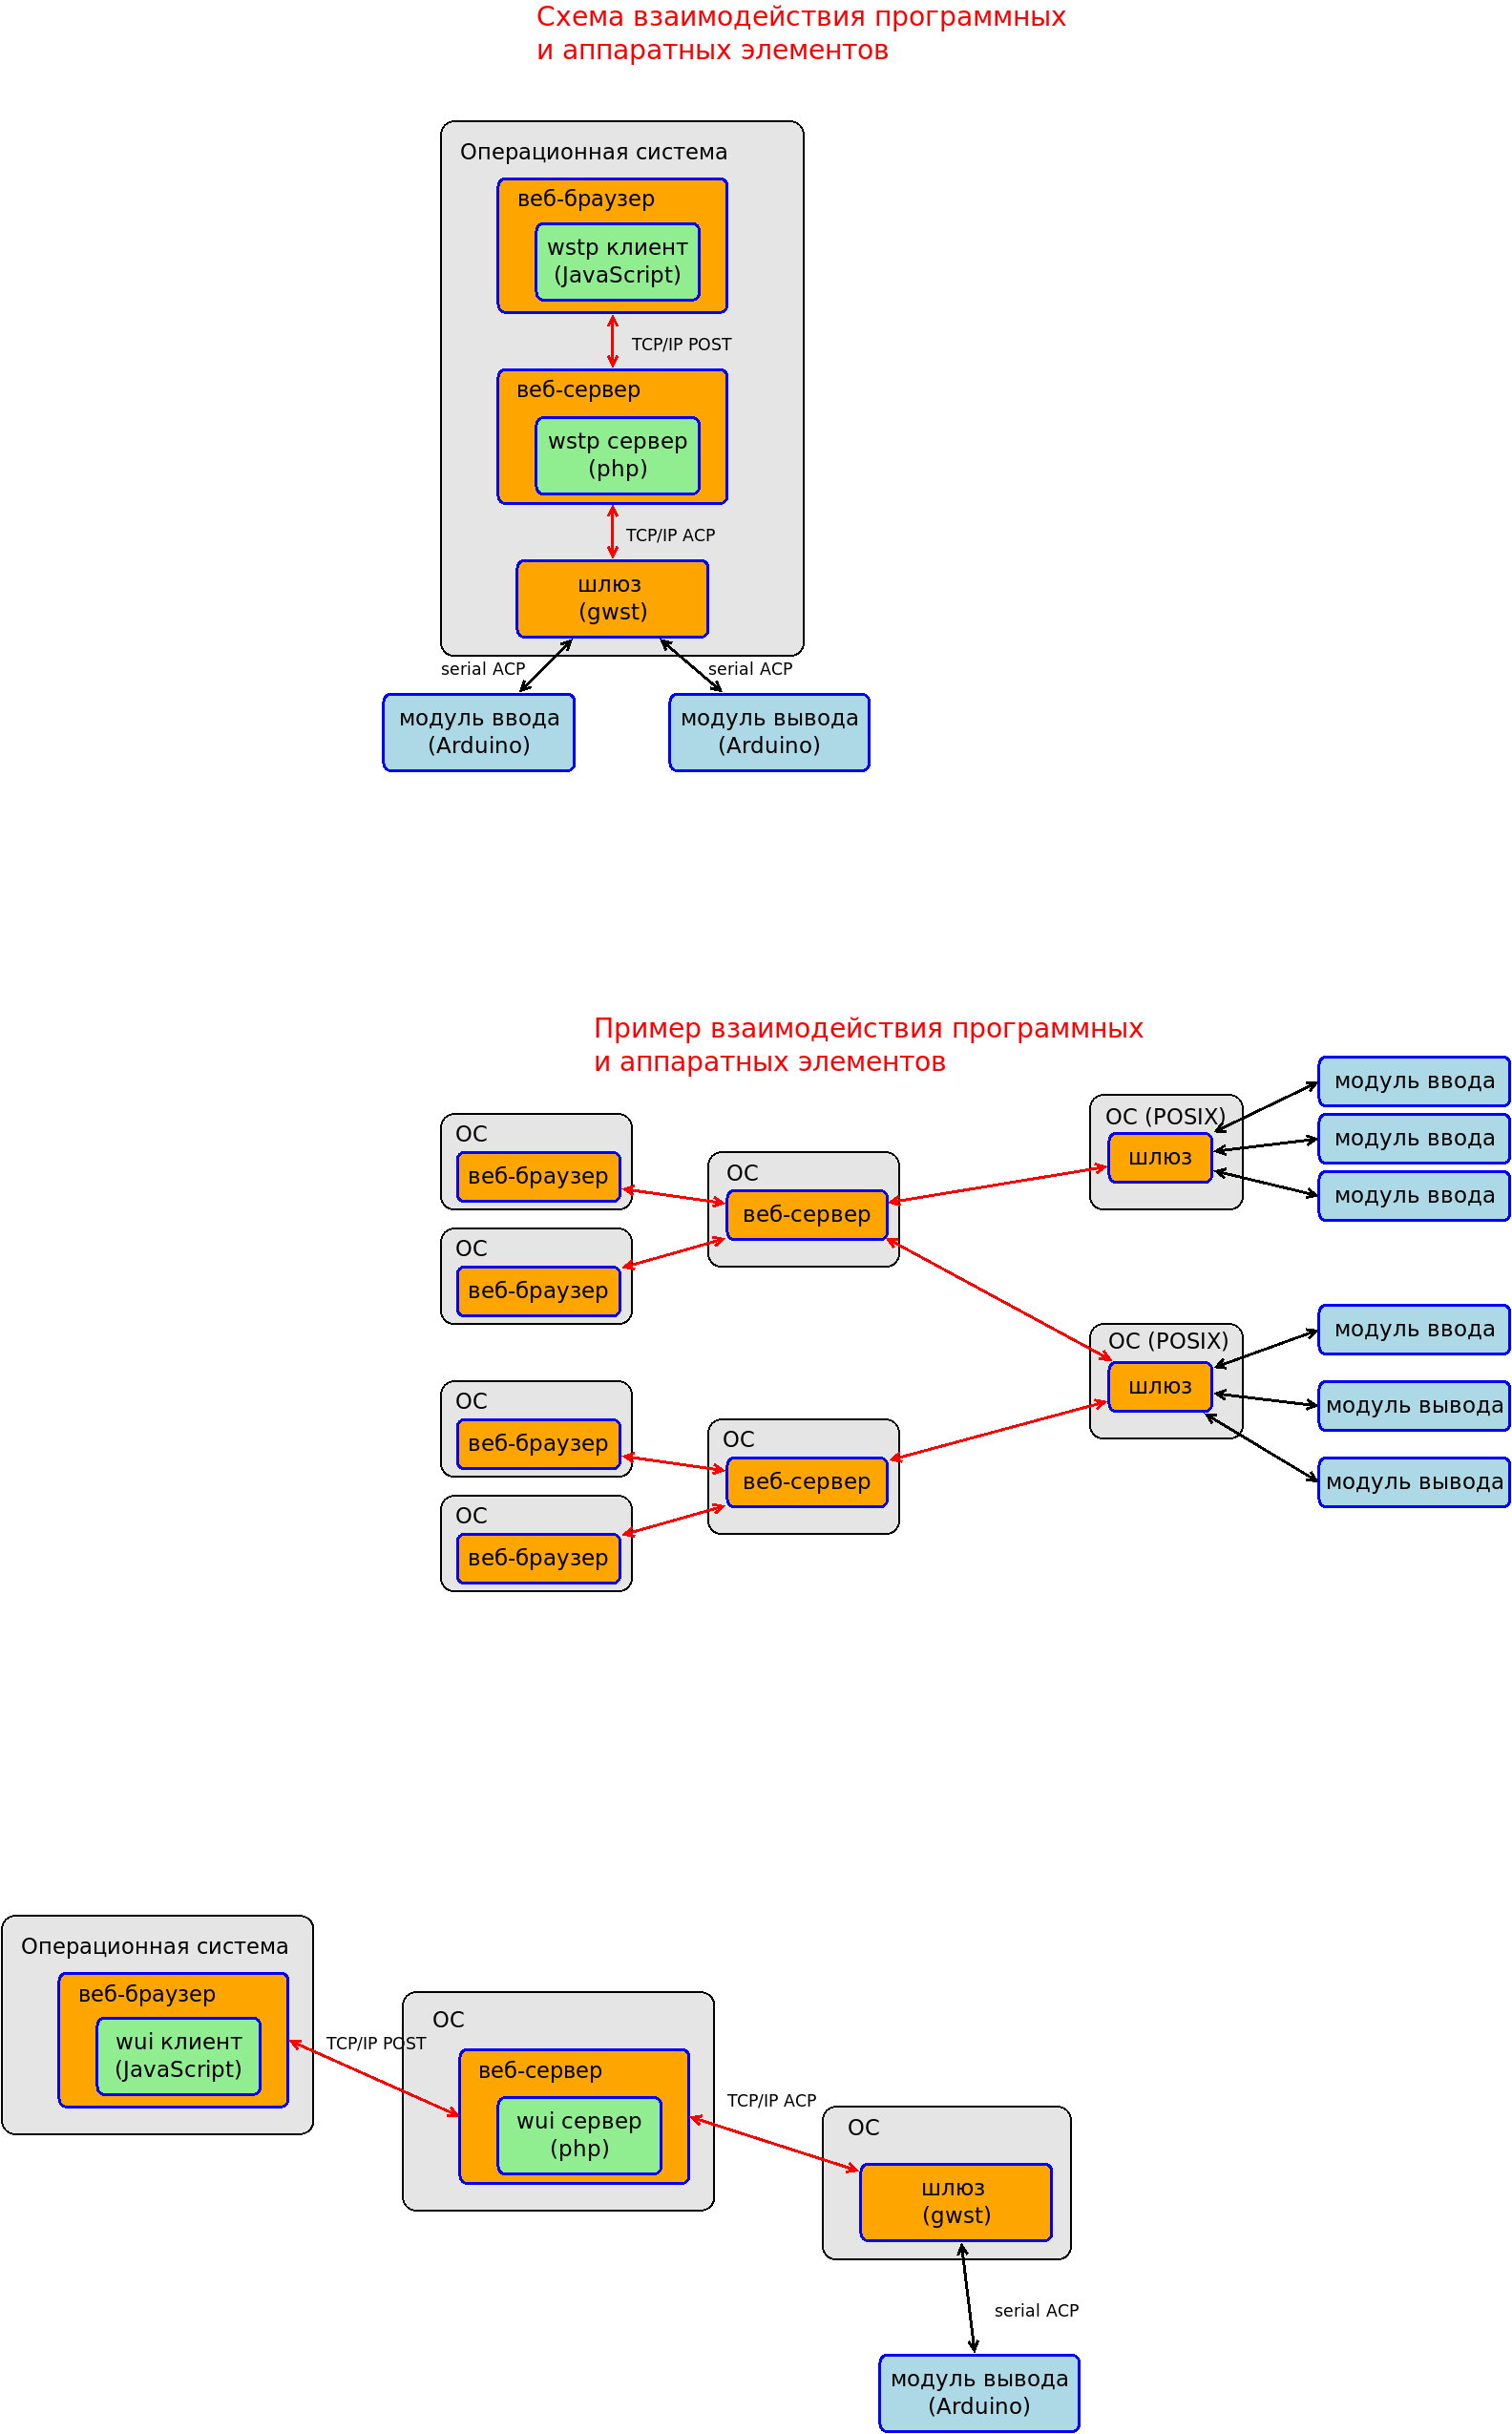 Схема взаимодействия программных
и аппаратных элементов
Операционная система
веб-браузер
wstp клиент
(JavaScript)
TCP/IP POST
веб-сервер
wstp сервер
(php)
TCP/IP ACP
шлюз
(gwst)
serial ACP
serial ACP
модуль ввода
(Arduino)
модуль вывода
(Arduino)
Пример взаимодействия программных
и аппаратных элементов
ОС
веб-браузер
ОС
веб-браузер
ОС
веб-сервер
ОС (POSIX)
шлюз
модуль ввода
модуль ввода
модуль ввода
ОС
веб-браузер
ОС
веб-браузер
ОС
веб-сервер
ОС (POSIX)
шлюз
модуль ввода
модуль вывода
модуль вывода
Операционная система
веб-браузер
wui клиент
(JavaScript)
TCP/IP POST
ОС
веб-сервер
wui сервер
(php)
TCP/IP ACP
ОС
шлюз
(gwst)
serial ACP
модуль вывода
(Arduino)